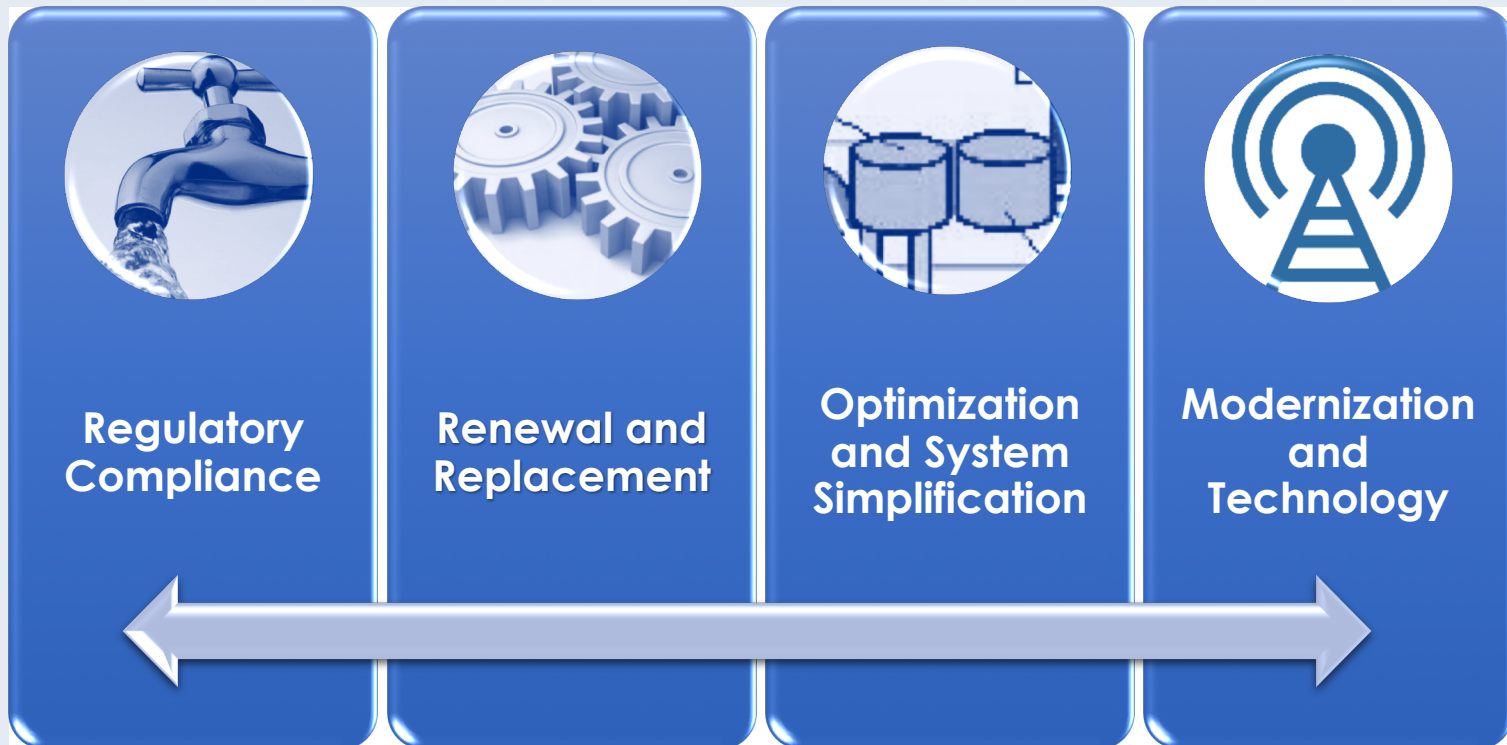 Regulatory
Compliance
Renewal and
Replacement
Optimization
and System
Simplification
Modernization
and
Technology